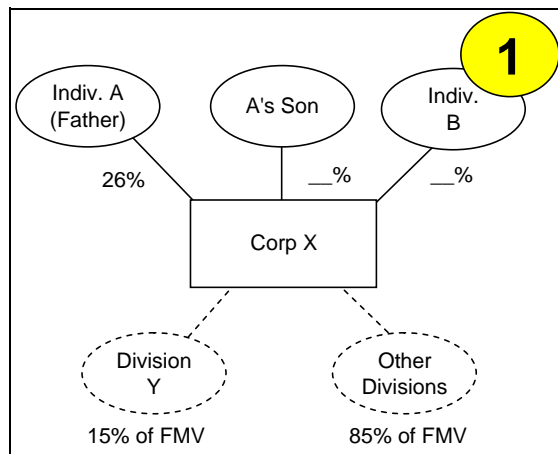 1
Indiv. A
(Father)
A's Son
Indiv.
B
26%
__%
__%
Corp X
Division
Y
Other
Divisions
15% of FMV
85% of FMV